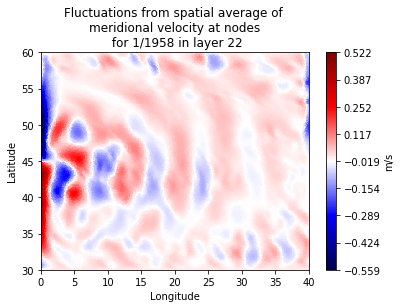 Fluctuations from spatial average of
meridional velocity at nodes
for 1/1958 in layer 22
60
55
50
45
40
35
30
Latitude
0 5 10 15 20 25 30 35 40
Longitude
0.522
0.387
0.252
0.117
−0.019
−0.154
−0.289
−0.424
−0.559
m/s